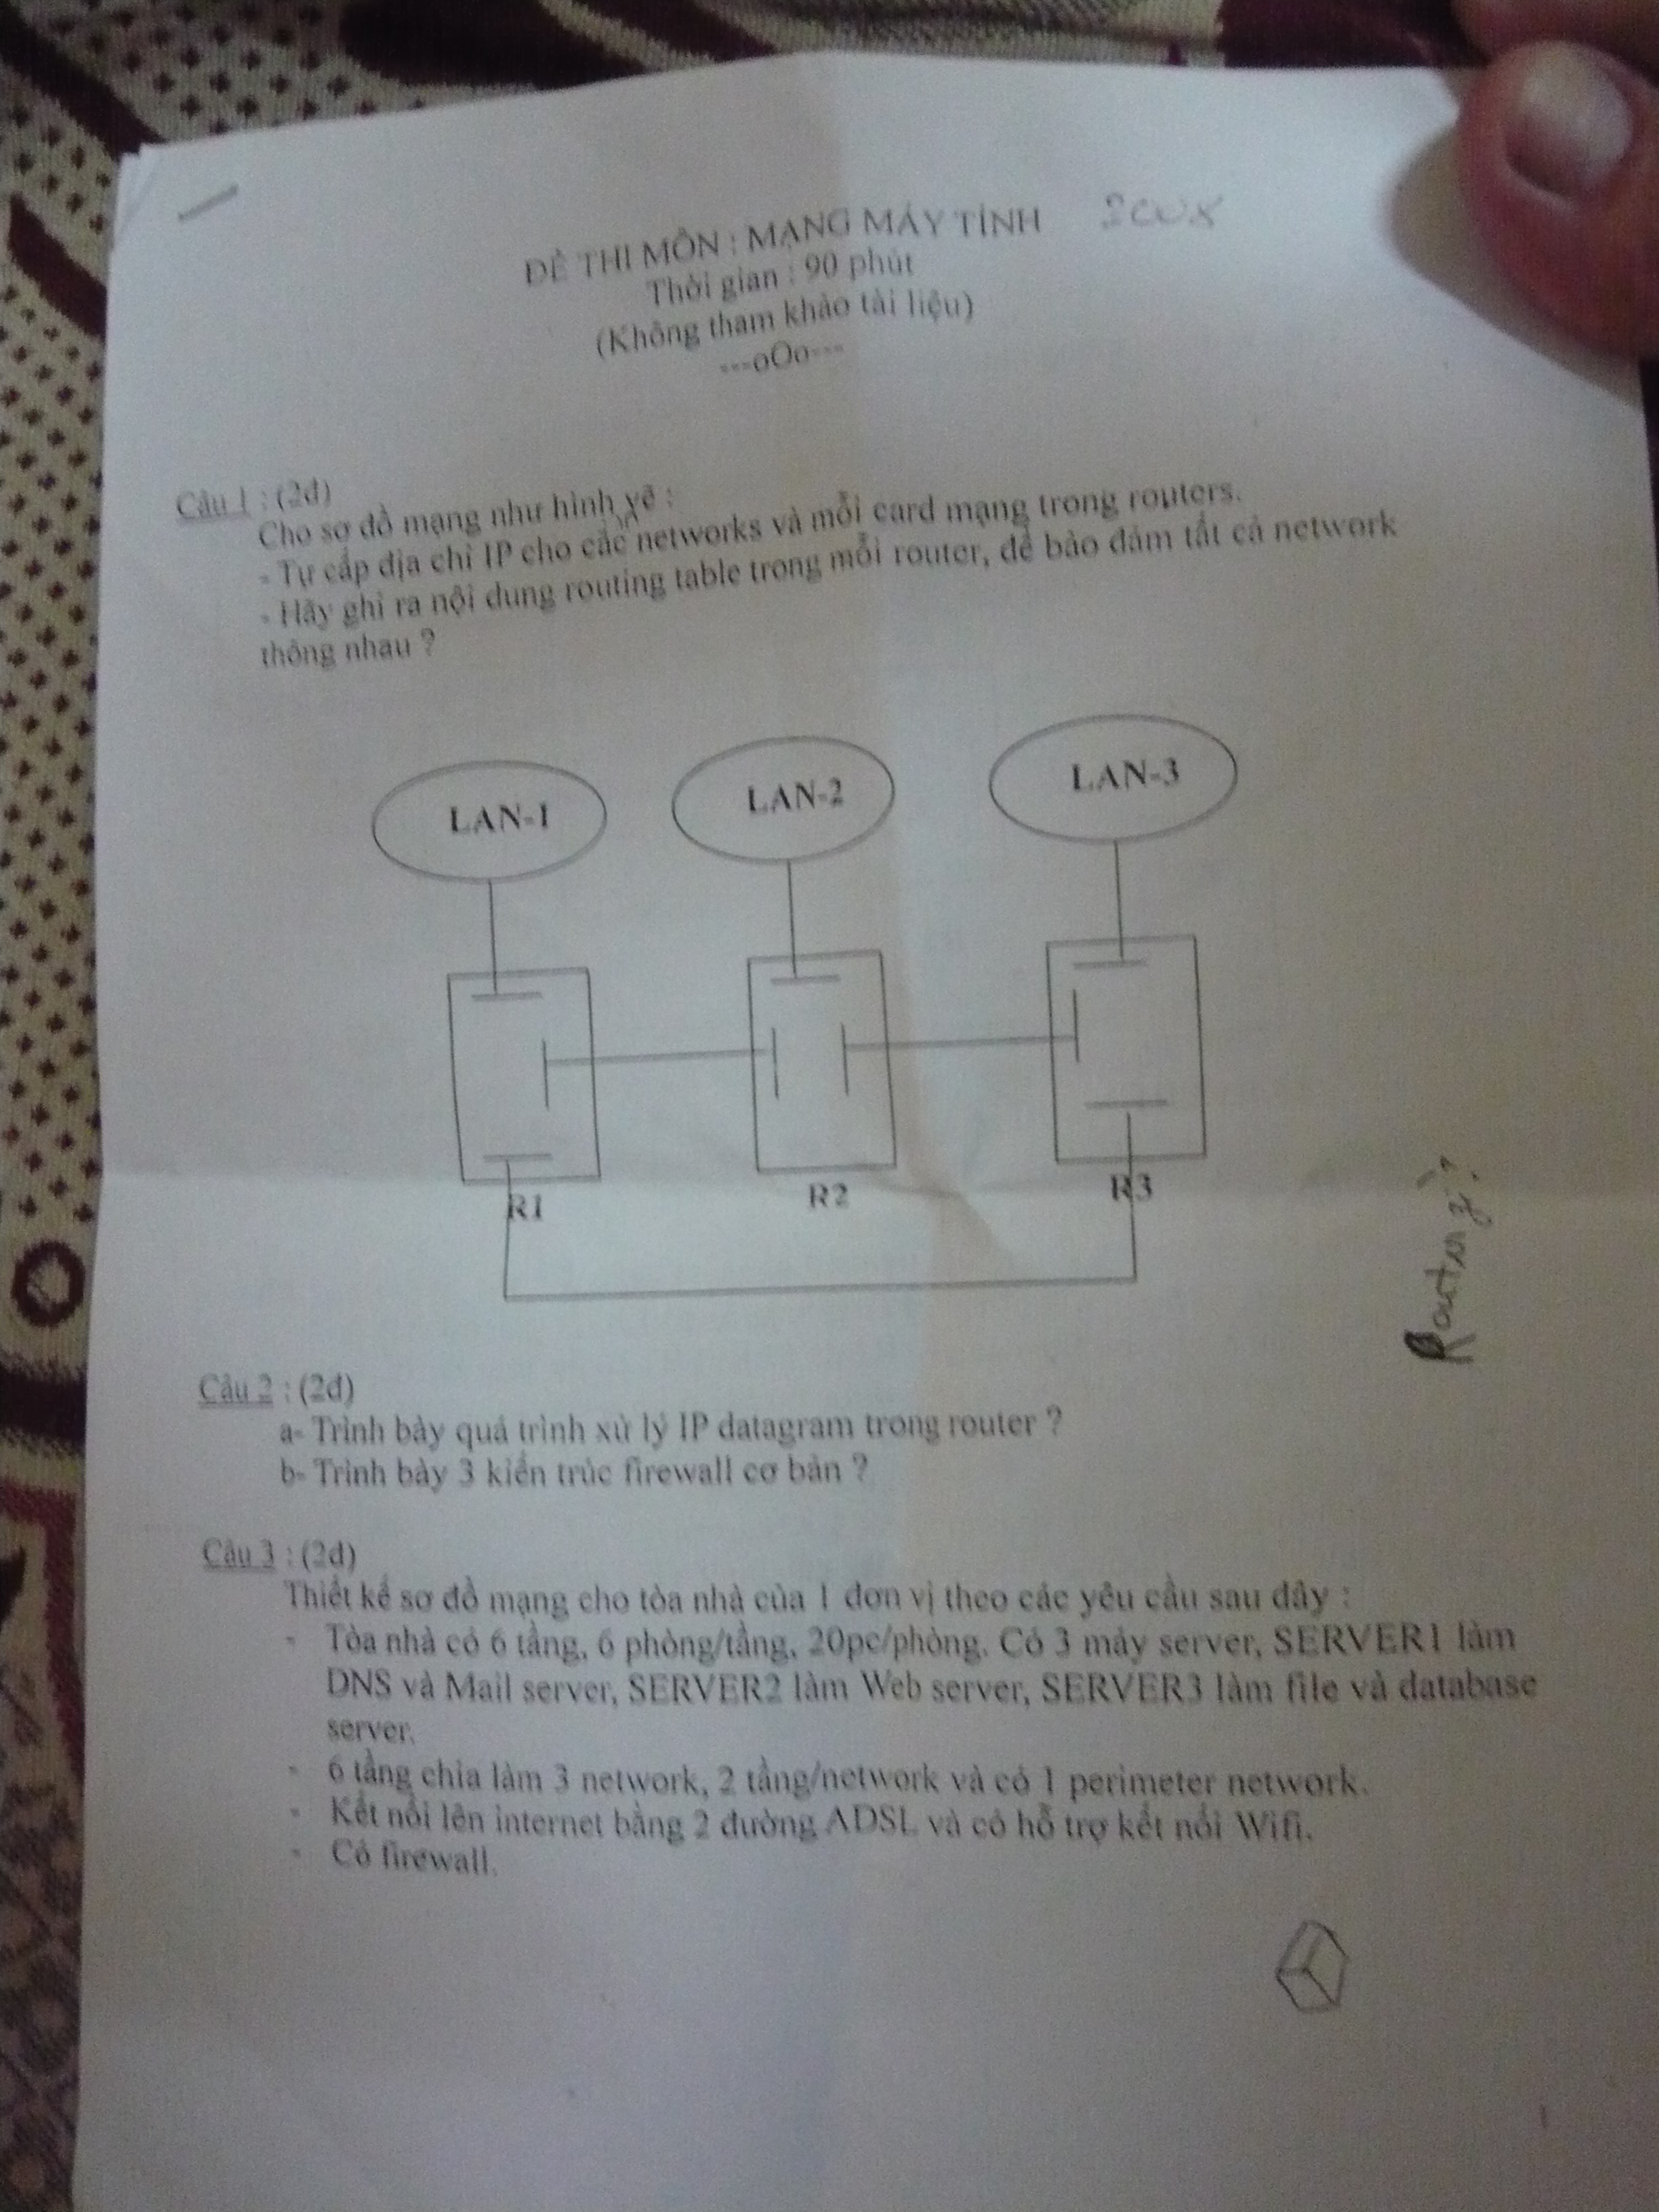 ĐỀ THI MÔN : MẠNG MÁY TÍNH 2008
Thời gian : 90 phút
(Không tham khảo tài liệu)
---oOo---
Câu 1 : (2đ)
Cho sơ đồ mạng như hình vẽ :
- Tự cấp địa chỉ IP cho các networks và mỗi card mạng trong routers.
- Hãy ghi ra nội dung routing table trong mỗi router, để bảo đảm tất cả network
thông nhau ?
LAN-1 LAN-2 LAN-3
R1 R2 R3
Routing?
Câu 2 : (2đ)
a- Trình bày quá trình xử lý IP datagram trong router ?
b- Trình bày 3 kiến trúc firewall cơ bản ?
Câu 3 : (2đ)
Thiết kế sơ đồ mạng cho tòa nhà của 1 đơn vị theo các yêu cầu sau đây :
- Tòa nhà có 6 tầng, 6 phòng/tầng, 20pc/phòng. Có 3 máy server, SERVER1 làm
DNS và Mail server, SERVER2 làm Web server, SERVER3 làm file và database
server.
- 6 tầng chia làm 3 network, 2 tầng/network và có 1 perimeter network.
- Kết nối lên internet bằng 2 đường ADSL và có hỗ trợ kết nối Wifi.
- Có firewall.